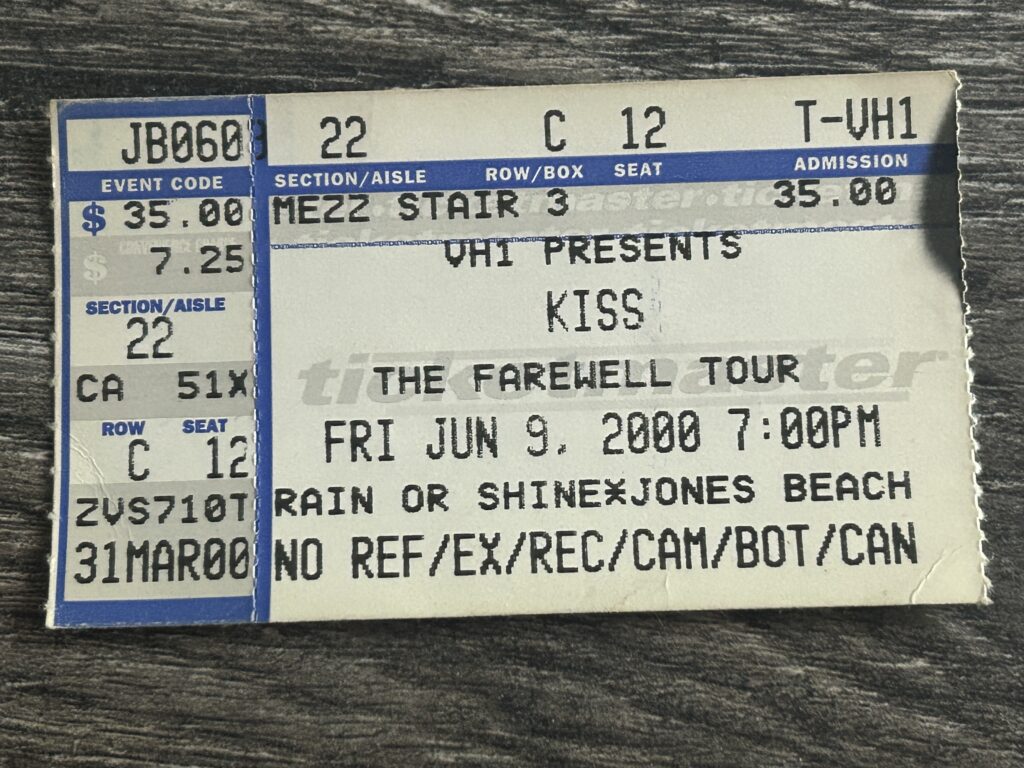 JB0608 22 C 12 T-VH1
EVENT CODE SECTION/AISLE ROW/BOX SEAT ADMISSION
$ 35.00 MEZZ STAIR 3 35.00
$ 7.25 VH1 PRESENTS
SECTION/AISLE
22 KISS
CA 51X THE FAREWELL TOUR
ticketmaster
ROW SEAT
C 12 FRI JUN 9, 2000 7:00PM
ZVS710T RAIN OR SHINE*JONES BEACH
31MAR00 NO REF/EX/REC/CAM/BOT/CAN